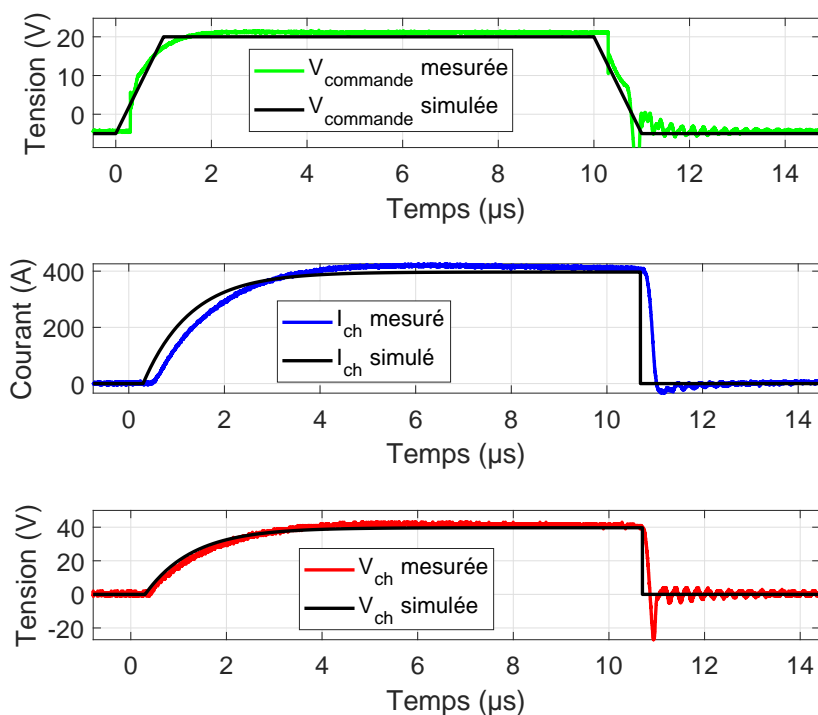 Tension (V)
20
10
0
V_commande mesurée
V_commande simulée
0 2 4 6 8 10 12 14
Temps (µs)
Courant (A)
400
200
0
I_ch mesuré
I_ch simulé
0 2 4 6 8 10 12 14
Temps (µs)
Tension (V)
40
20
0
-20
V_ch mesurée
V_ch simulée
0 2 4 6 8 10 12 14
Temps (µs)